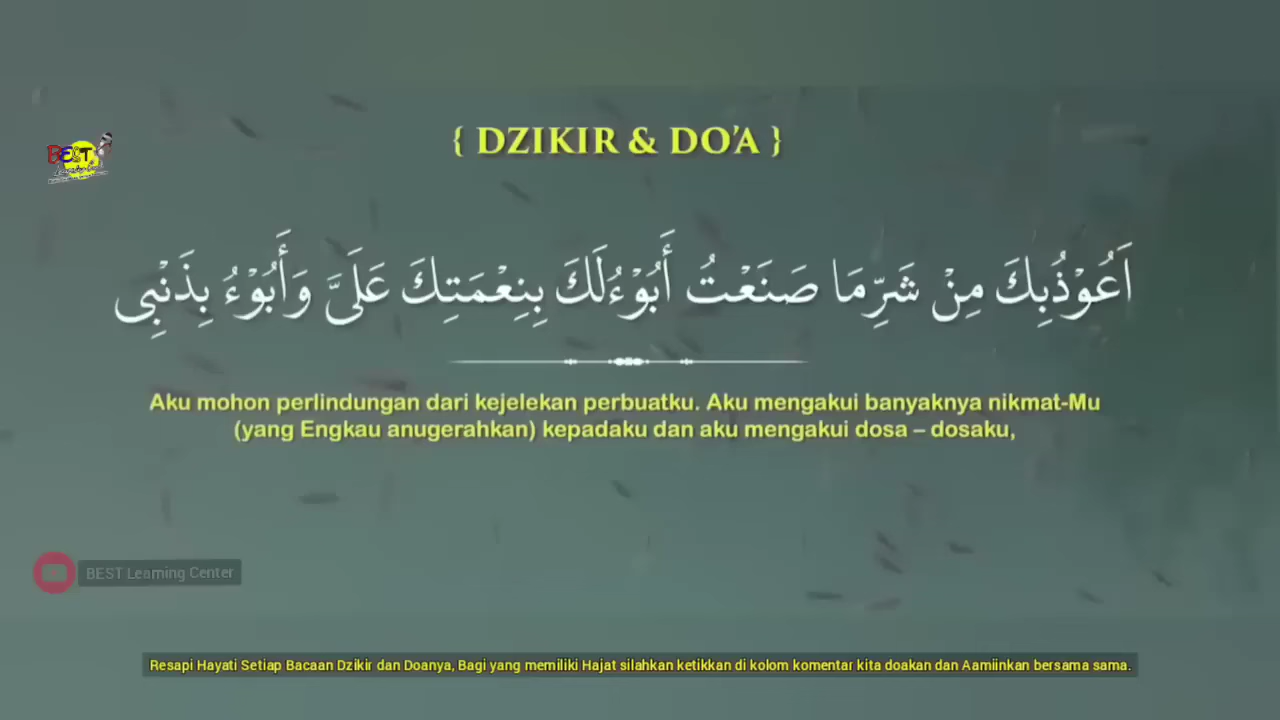 BEST
{ DZIKIR & DO'A }
اَعُوْذُبِكَ مِنْ شَرِّمَا صَنَعْتُ أَبُوْءُلَكَ بِنِعْمَتِكَ عَلَىَّ وَأَبُوْءُ بِذَنْبِى
Aku mohon perlindungan dari kejelekan perbuatku. Aku mengakui banyaknya nikmat-Mu
(yang Engkau anugerahkan) kepadaku dan aku mengakui dosa – dosaku,
BEST Learning Center
Resapi Hayati Setiap Bacaan Dzikir dan Doanya, Bagi yang memiliki Hajat silahkan ketikkan di kolom komentar kita doakan dan Aamiinkan bersama sama.